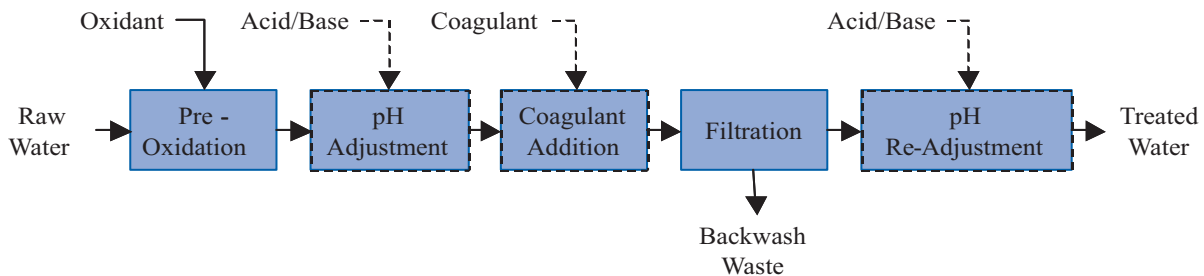 Oxidant
Acid/Base
Coagulant
Acid/Base
Raw
Water
Pre -
Oxidation
pH
Adjustment
Coagulant
Addition
Filtration
pH
Re-Adjustment
Treated
Water
Backwash
Waste